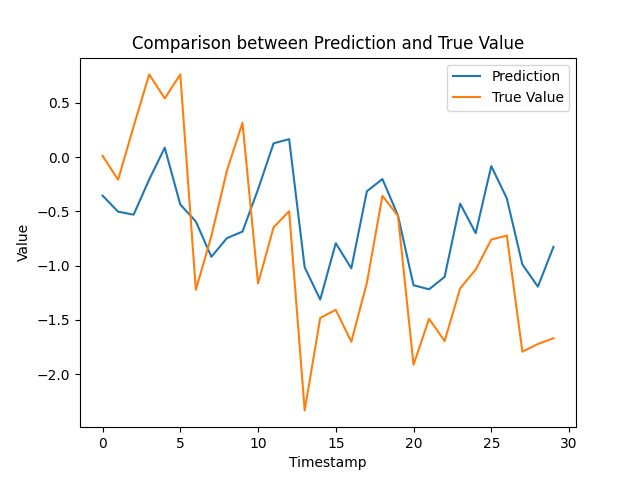 Comparison between Prediction and True Value
Prediction
True Value
0.5
0.0
−0.5
−1.0
−1.5
−2.0
Value
0 5 10 15 20 25 30
Timestamp